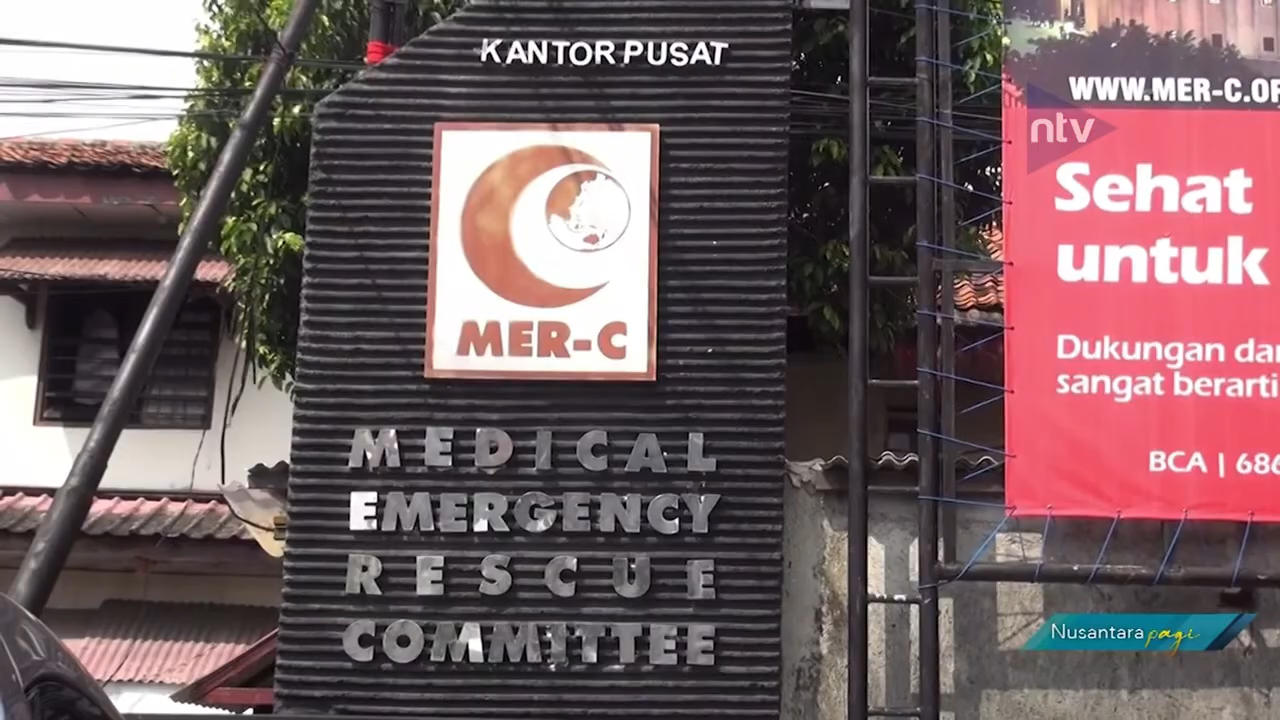 KANTOR PUSAT
MER-C
MEDICAL
EMERGENCY
RESCUE
COMMITTEE
WWW.MER-C.OR
ntv
Sehat
untuk
Dukungan dan
sangat berarti
BCA | 686
Nusantara pagi